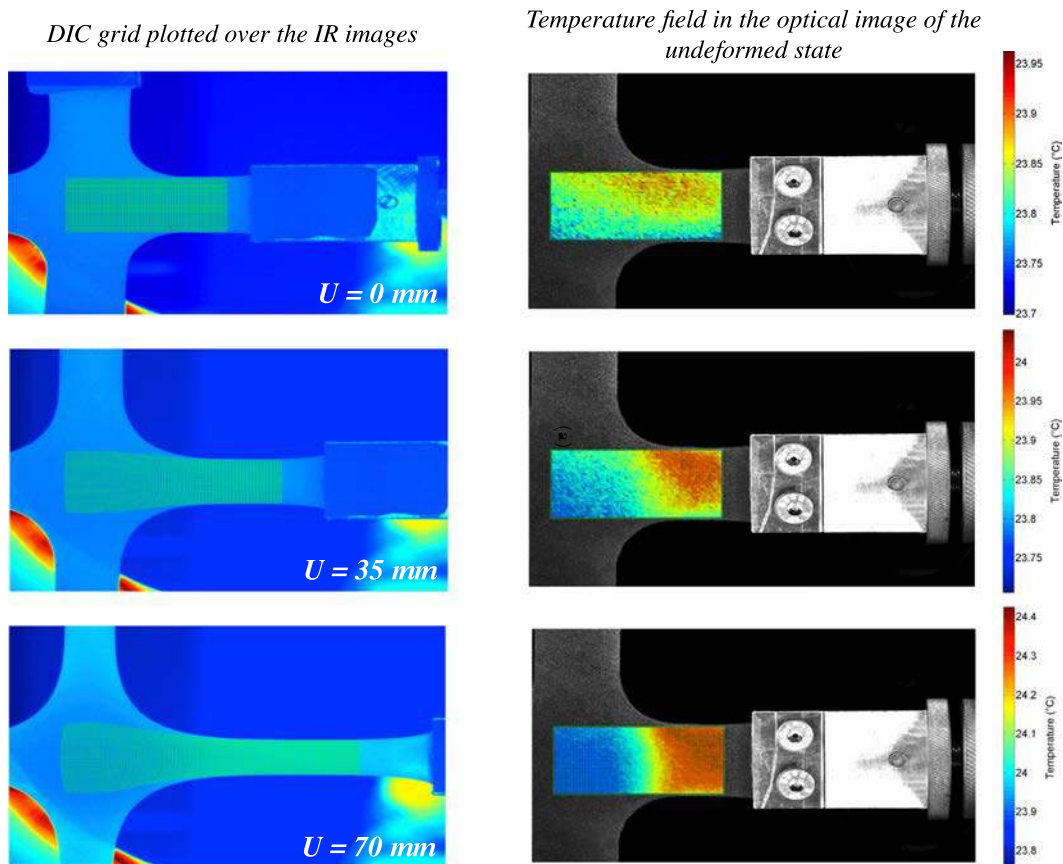 DIC grid plotted over the IR images
Temperature field in the optical image of the
undeformed state
U = 0 mm
23.95
23.9
23.85
23.8
23.75
23.7
Temperature (°C)
U = 35 mm
24
23.95
23.9
23.85
23.8
23.75
Temperature (°C)
U = 70 mm
24.4
24.3
24.2
24.1
24
23.9
23.8
Temperature (°C)